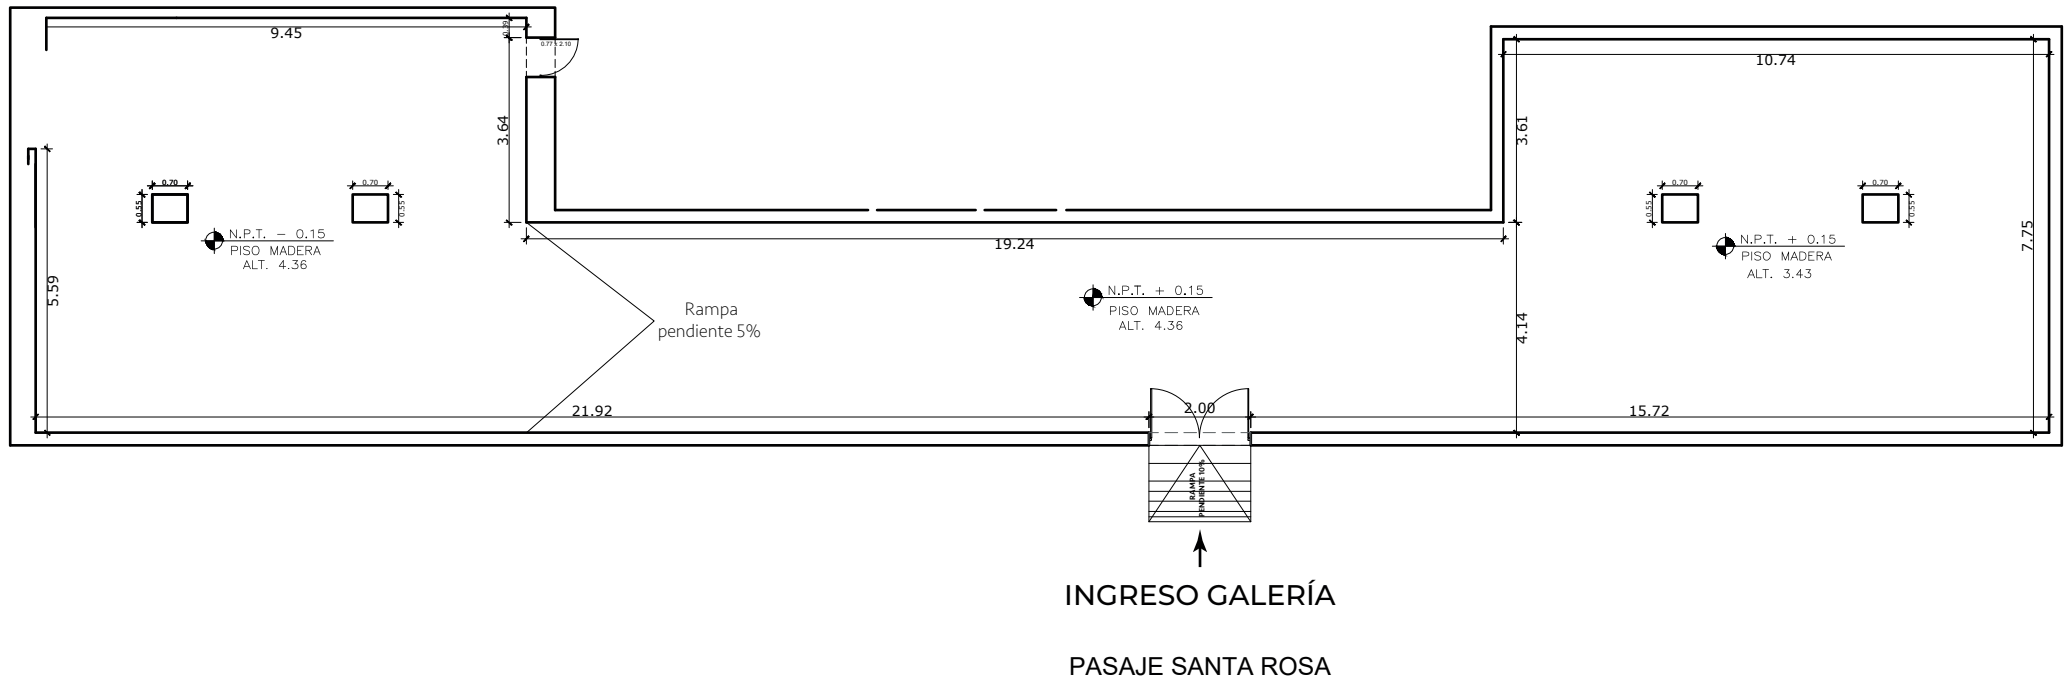 9.45
0.39
0.77 x 2.10
10.74
3.64
3.61
0.70
0.70
0.70
0.70
0.55
0.55
0.55
0.55
N.P.T. - 0.15
PISO MADERA
ALT. 4.36
19.24
N.P.T. + 0.15
PISO MADERA
ALT. 3.43
7.75
5.59
N.P.T. + 0.15
PISO MADERA
ALT. 4.36
Rampa
pendiente 5%
4.14
21.92
2.00
15.72
RAMPA
PENDIENTE 10%
INGRESO GALERÍA
PASAJE SANTA ROSA